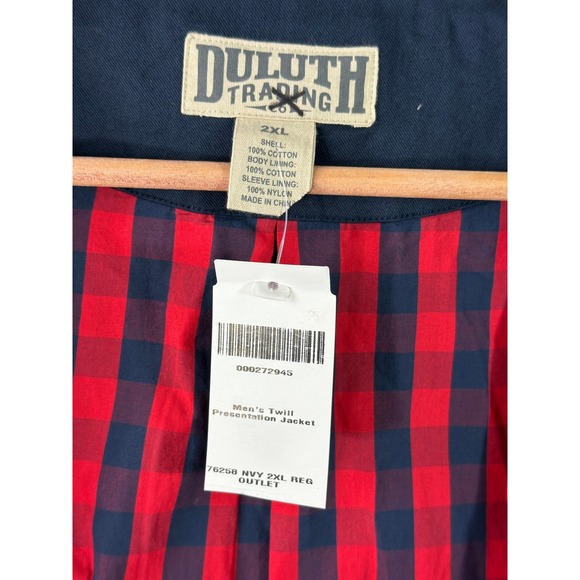 DULUTH
TRADING
CO
2XL
SHELL:
100% COTTON
BODY LINING:
100% COTTON
SLEEVE LINING:
100% NYLON
MADE IN CHINA
000272945
Men's Twill
Presentation Jacket
76258 NVY 2XL REG
OUTLET